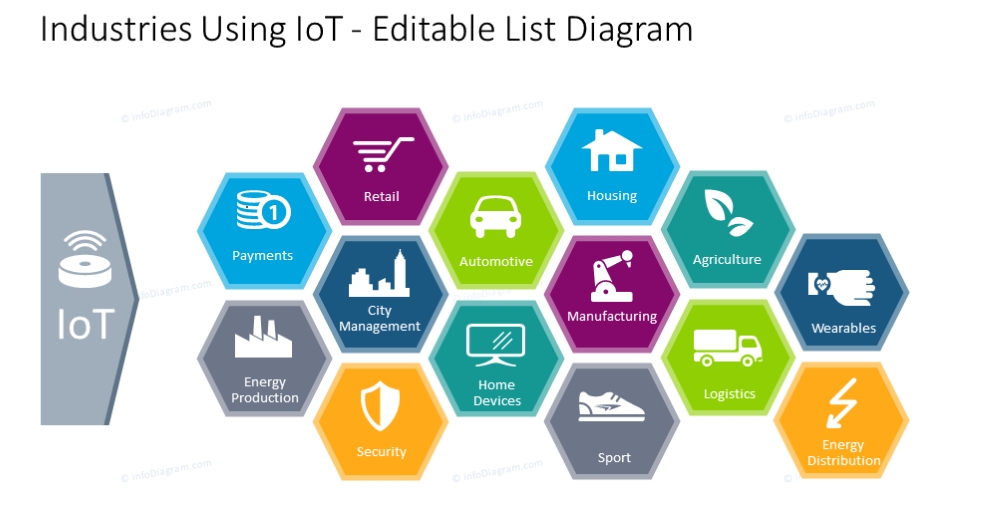 Industries Using IoT - Editable List Diagram
© infoDiagram.com
© infoDiagram.com
© infoDiagram.com
Retail
Housing
1
Payments
Automotive
Agriculture
infoDiagram.com
IoT
City
Management
Manufacturing
Wearables
Energy
Production
Home
Devices
Logistics
Security
Sport
Energy
Distribution
© infoDiagram.com
© infoDiagram.com
©